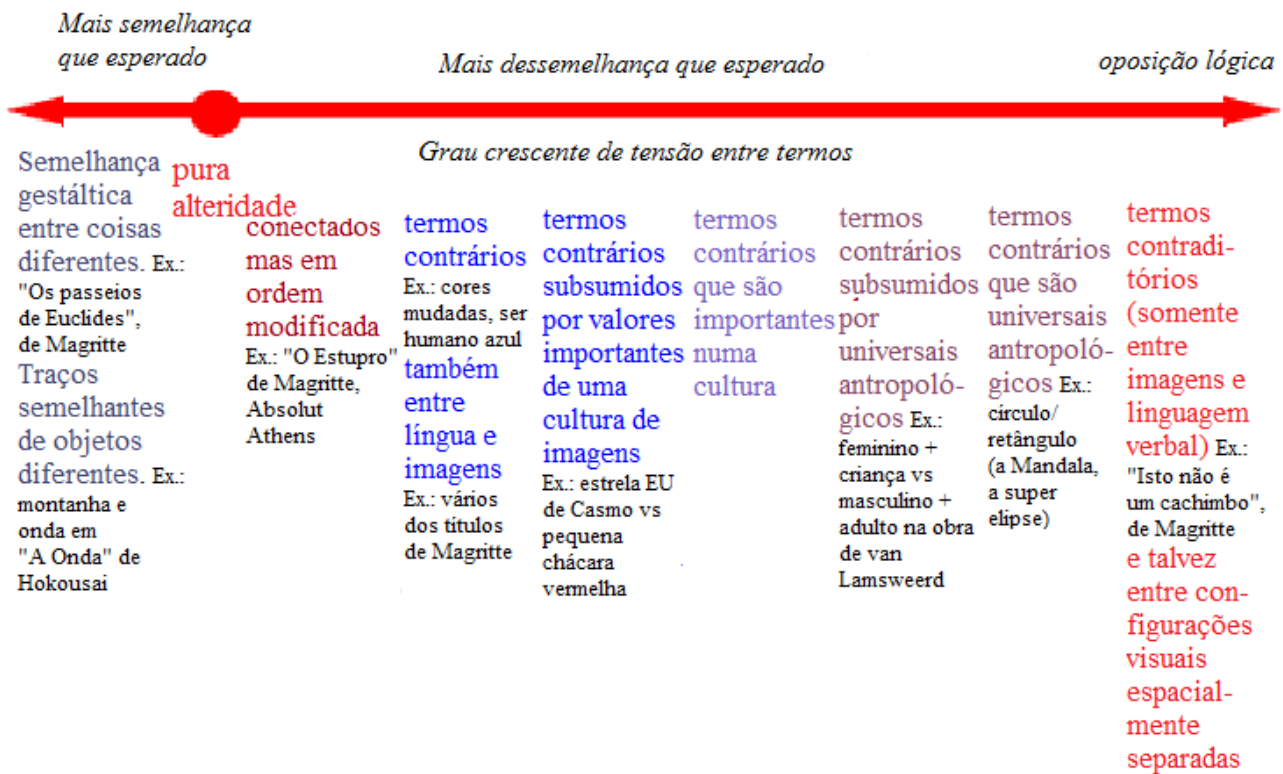 Mais semelhança
que esperado
Mais dessemelhança que esperado
oposição lógica
Grau crescente de tensão entre termos
Semelhança
gestáltica
entre coisas
diferentes. Ex.:
"Os passeios
de Euclides",
de Magritte
Traços
semelhantes
de objetos
diferentes. Ex.:
montanha e
onda em
"A Onda" de
Hokousai
pura
alteridade
conectados
mas em
ordem
modificada
Ex.: "O Estupro"
de Magritte,
Absolut
Athens
termos
contrários
Ex.: cores
mudadas, ser
humano azul
também
entre
língua e
imagens
Ex.: vários
dos titulos
de Magritte
termos
contrários
subsumidos
por valores
importantes
de uma
cultura de
imagens
Ex.: estrela EU
de Casmo vs
pequena
chácara
vermelha
termos
contrários
que são
importantes
numa
cultura
termos
contrários
subsumidos
por
universais
antropoló-
gicos Ex.:
feminino +
criança vs
masculino +
adulto na obra
de van
Lamsweerd
termos
contrários
que são
universais
antropoló-
gicos Ex.:
circulo/
retângulo
(a Mandala,
a super
elipse)
termos
contradi-
tórios
(somente
entre
imagens e
linguagem
verbal) Ex.:
"Isto não é
um cachimbo",
de Magritte
e talvez
entre con-
figurações
visuais
espacial-
mente
separadas